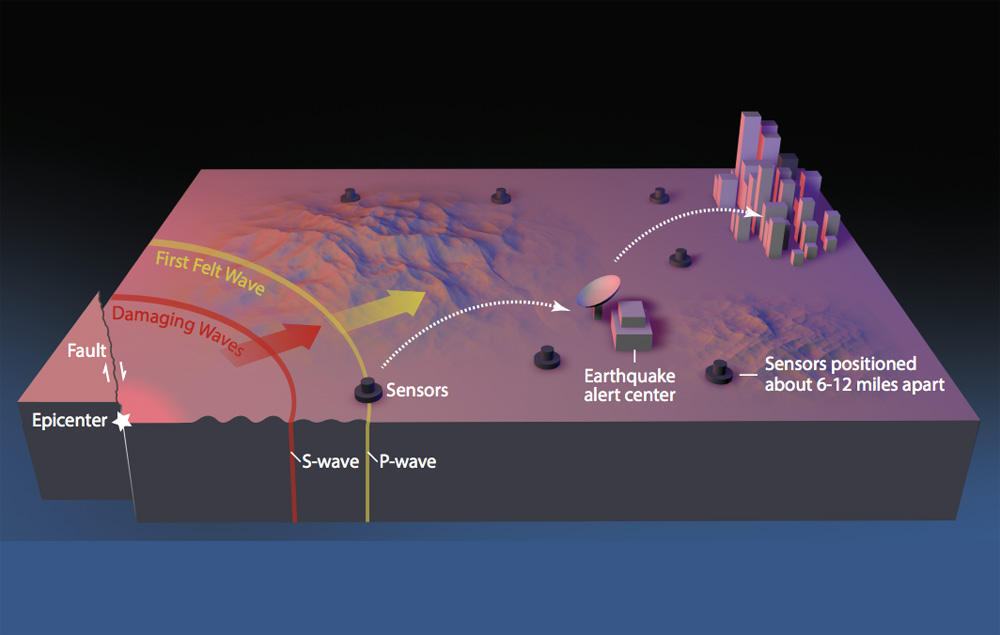 First Felt Wave
Damaging Waves
Fault
Epicenter
Sensors
S-wave
P-wave
Earthquake
alert center
Sensors positioned
about 6-12 miles apart